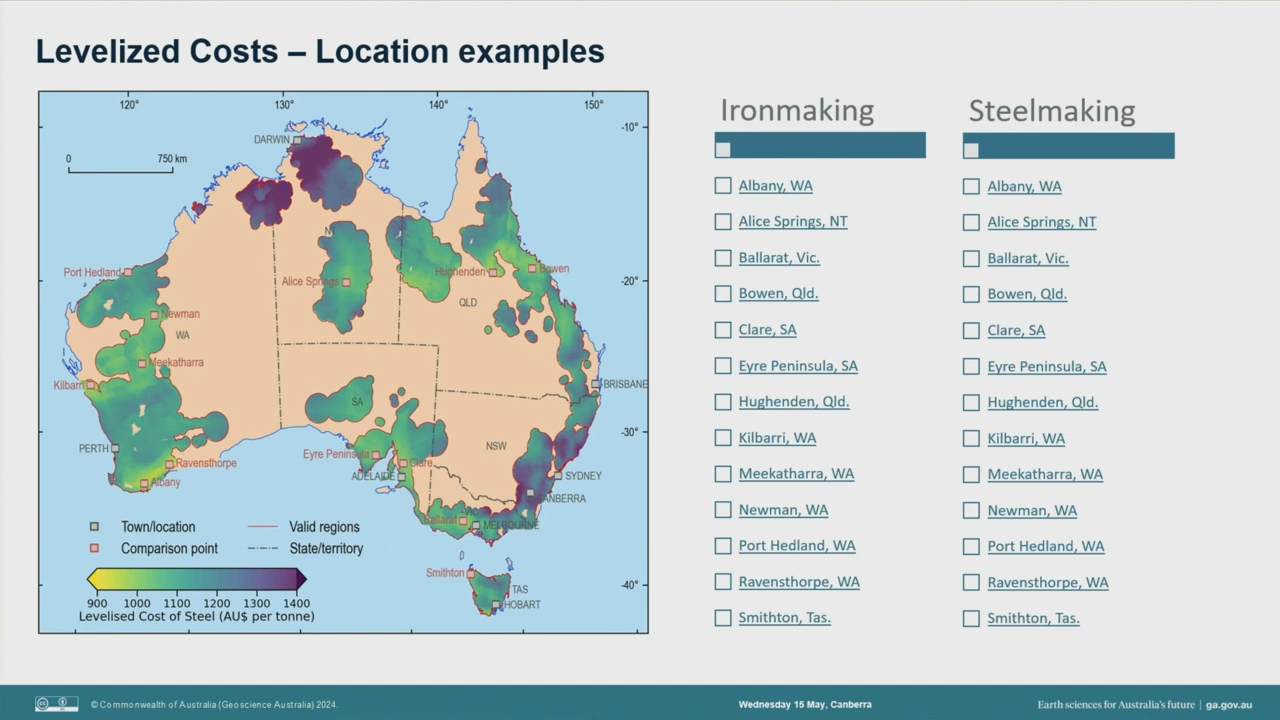 Levelized Costs – Location examples
120° 130° 140° 150°
-10°
-20°
-30°
-40°
0 750 km
DARWIN
Port Hedland
Newman
WA
Meekatharra
Kilbarri
PERTH
Ravensthorpe
Albany
Alice Springs
Hughenden
Bowen
QLD
BRISBANE
SA
Eyre Peninsula
Clare
ADELAIDE
NSW
SYDNEY
CANBERRA
Ballarat
MELBOURNE
Smithton
TAS
HOBART
Town/location Valid regions
Comparison point State/territory
900 1000 1100 1200 1300 1400
Levelised Cost of Steel (AU$ per tonne)
Ironmaking
Albany, WA
Alice Springs, NT
Ballarat, Vic.
Bowen, Qld.
Clare, SA
Eyre Peninsula, SA
Hughenden, Qld.
Kilbarri, WA
Meekatharra, WA
Newman, WA
Port Hedland, WA
Ravensthorpe, WA
Smithton, Tas.
Steelmaking
Albany, WA
Alice Springs, NT
Ballarat, Vic.
Bowen, Qld.
Clare, SA
Eyre Peninsula, SA
Hughenden, Qld.
Kilbarri, WA
Meekatharra, WA
Newman, WA
Port Hedland, WA
Ravensthorpe, WA
Smithton, Tas.
© Commonwealth of Australia (Geoscience Australia) 2024.
Wednesday 15 May, Canberra
Earth sciences for Australia's future | ga.gov.au